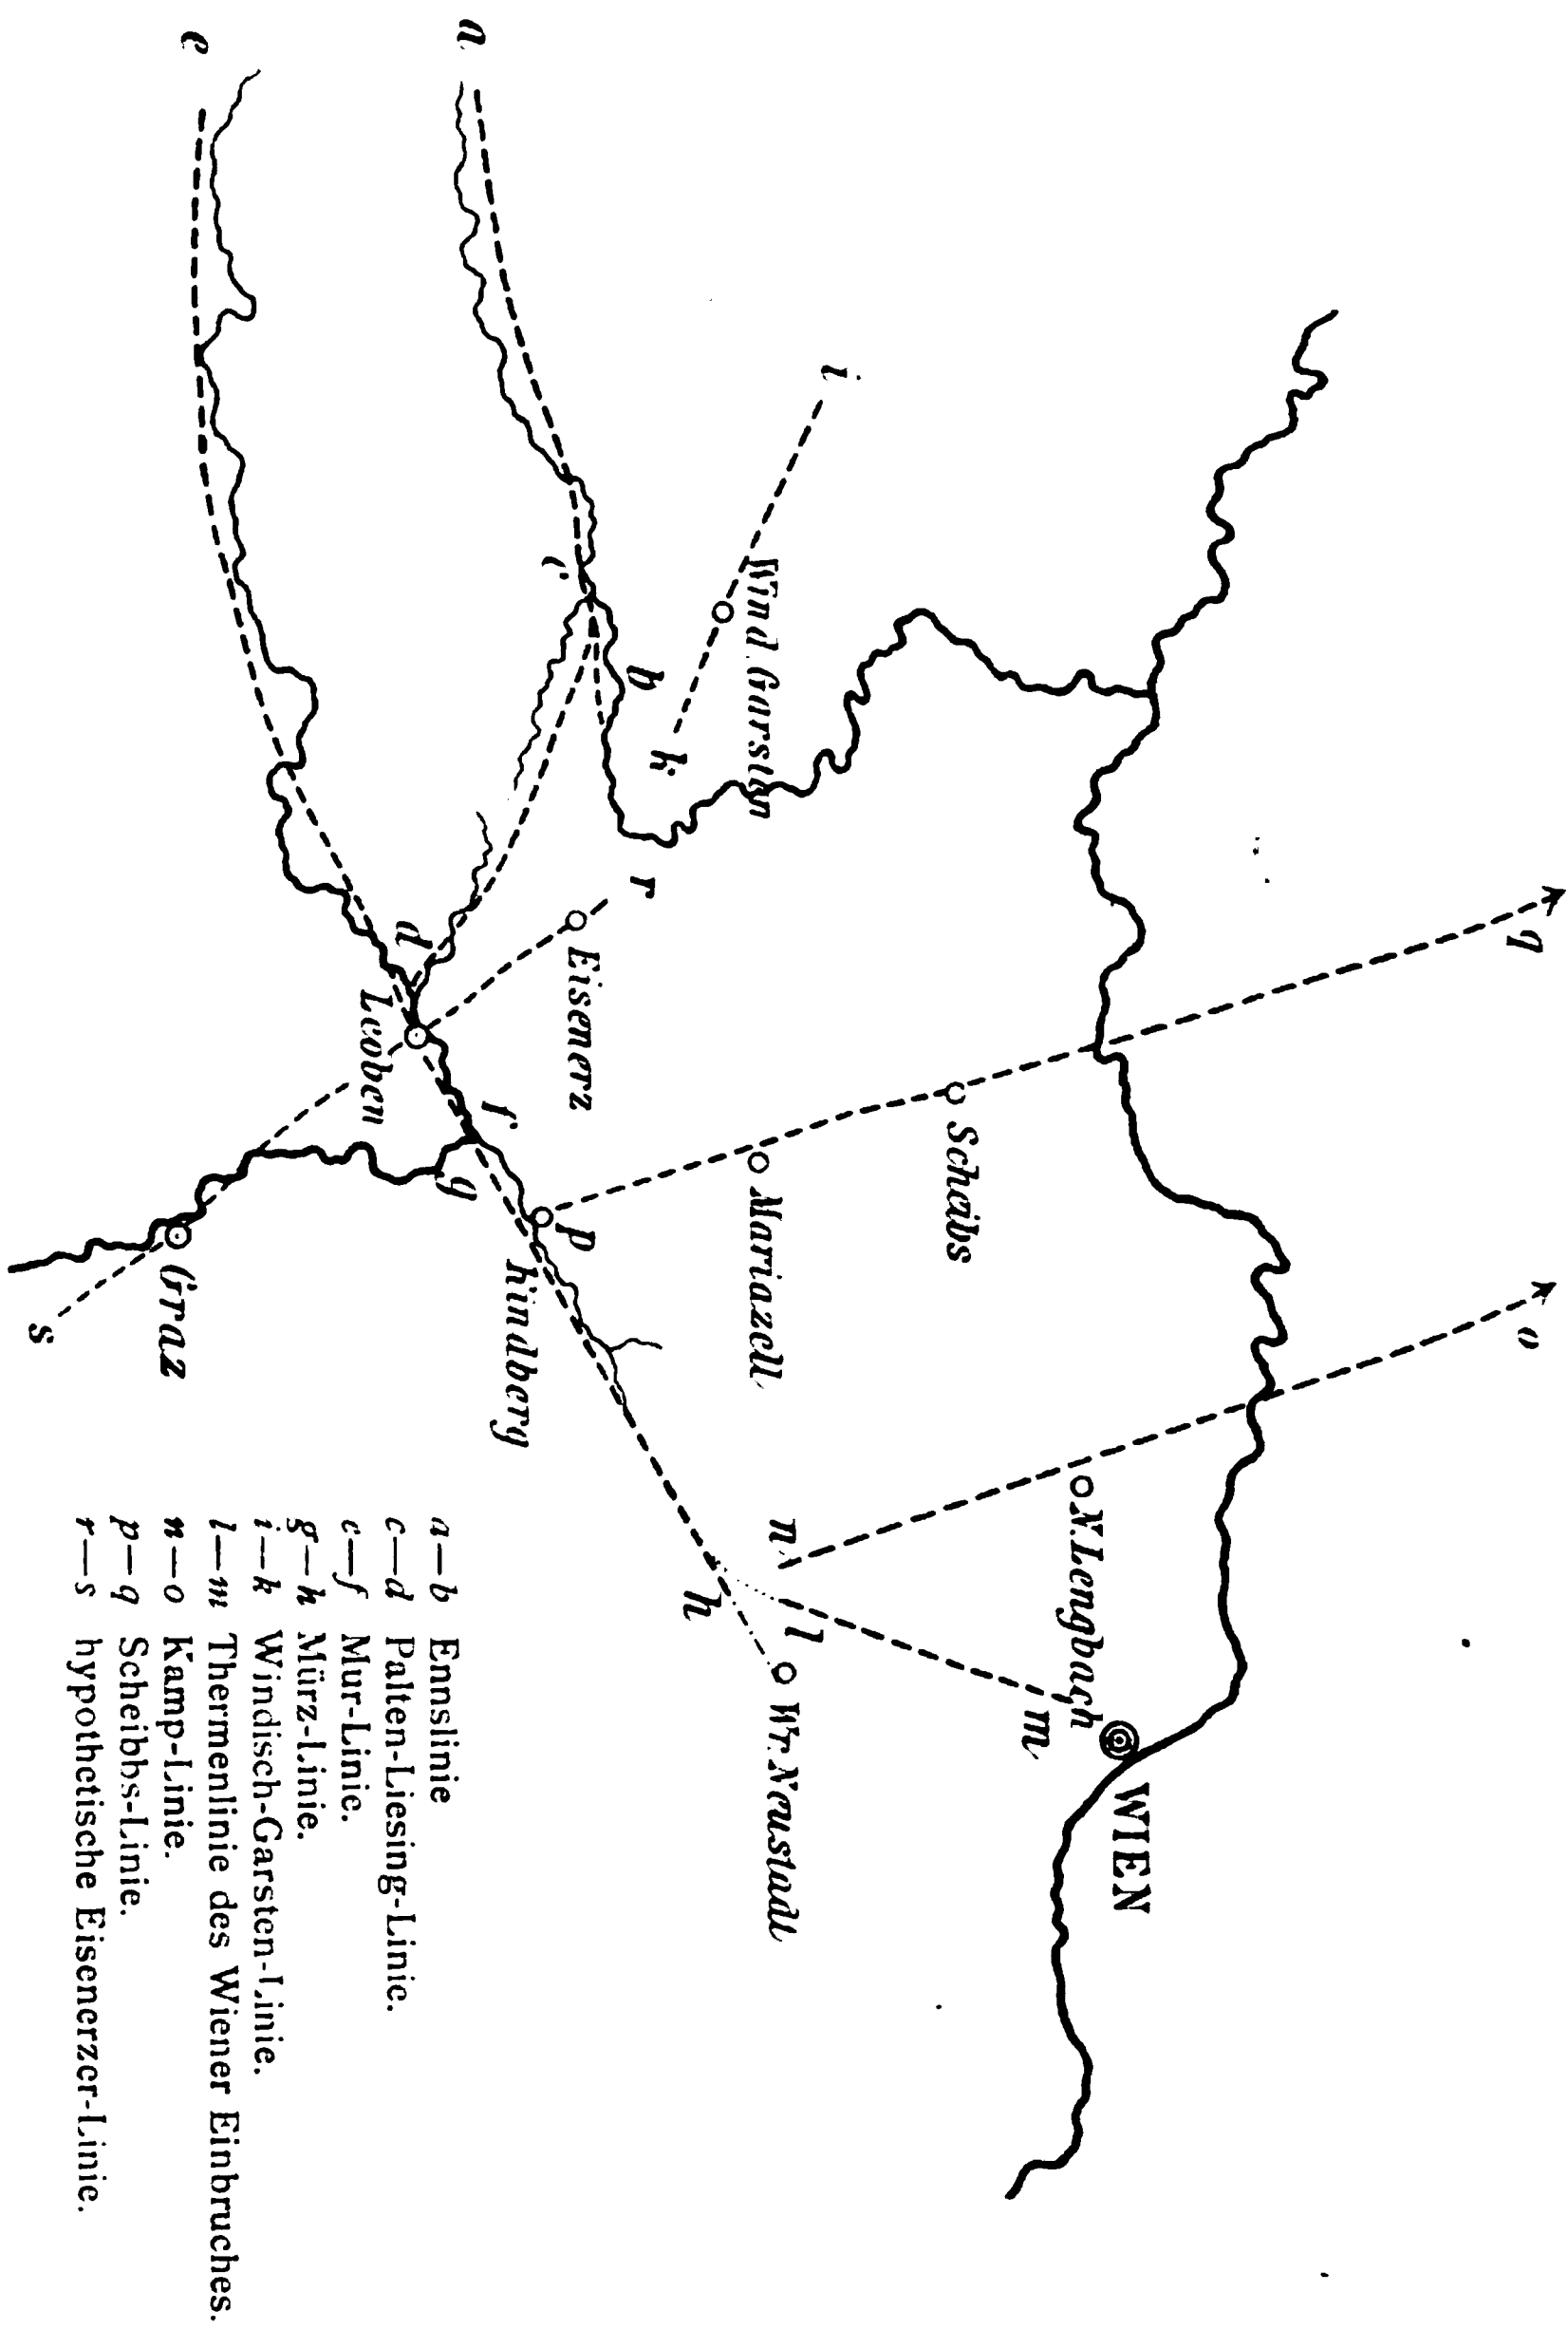 q
o
i
Wind. Garsten
k
Scheibs
N. Lengbach
WIEN
m
Mariazell
n
l
Wr. Neustadt
h
a
c
b
r
Eisenerz
p
Kindberg
e
d
Leoben
f
g
Graz
s
a—b Ennslinie
c—d Palten-Liesing-Linie.
e—f Mur-Linie.
g—h Mürz-Linie.
i—k Windisch-Garsten-Linie.
l—m Thermenlinie des Wiener Einbruches.
n—o Kamp-Linie.
p—q Scheibbs-Linie.
r—s hypothetische Eisenerzer-Linie.